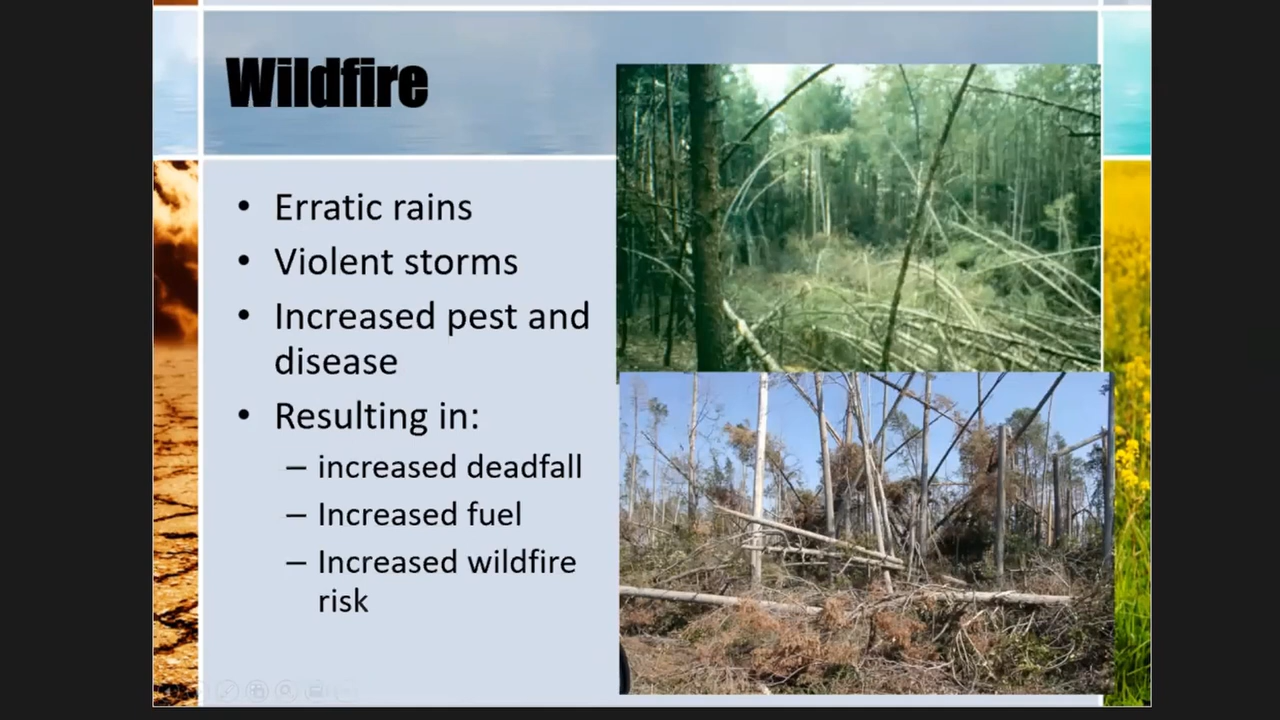 Wildfire
• Erratic rains
• Violent storms
• Increased pest and
disease
• Resulting in:
– increased deadfall
– Increased fuel
– Increased wildfire
risk